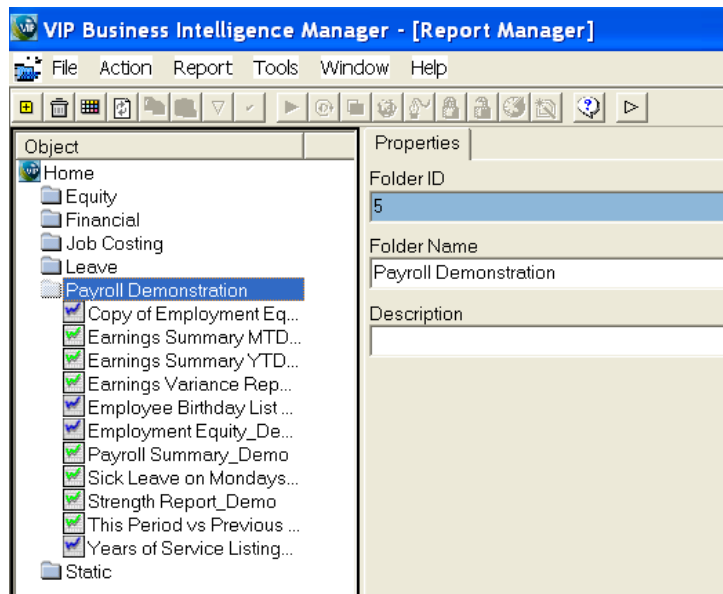 VIP Business Intelligence Manager - [Report Manager]
File Action Report Tools Window Help
Object
Home
Equity
Financial
Job Costing
Leave
Payroll Demonstration
Copy of Employment Eq...
Earnings Summary MTD...
Earnings Summary YTD...
Earnings Variance Rep...
Employee Birthday List ...
Employment Equity_De...
Payroll Summary_Demo
Sick Leave on Mondays...
Strength Report_Demo
This Period vs Previous ...
Years of Service Listing...
Static
Properties
Folder ID
5
Folder Name
Payroll Demonstration
Description